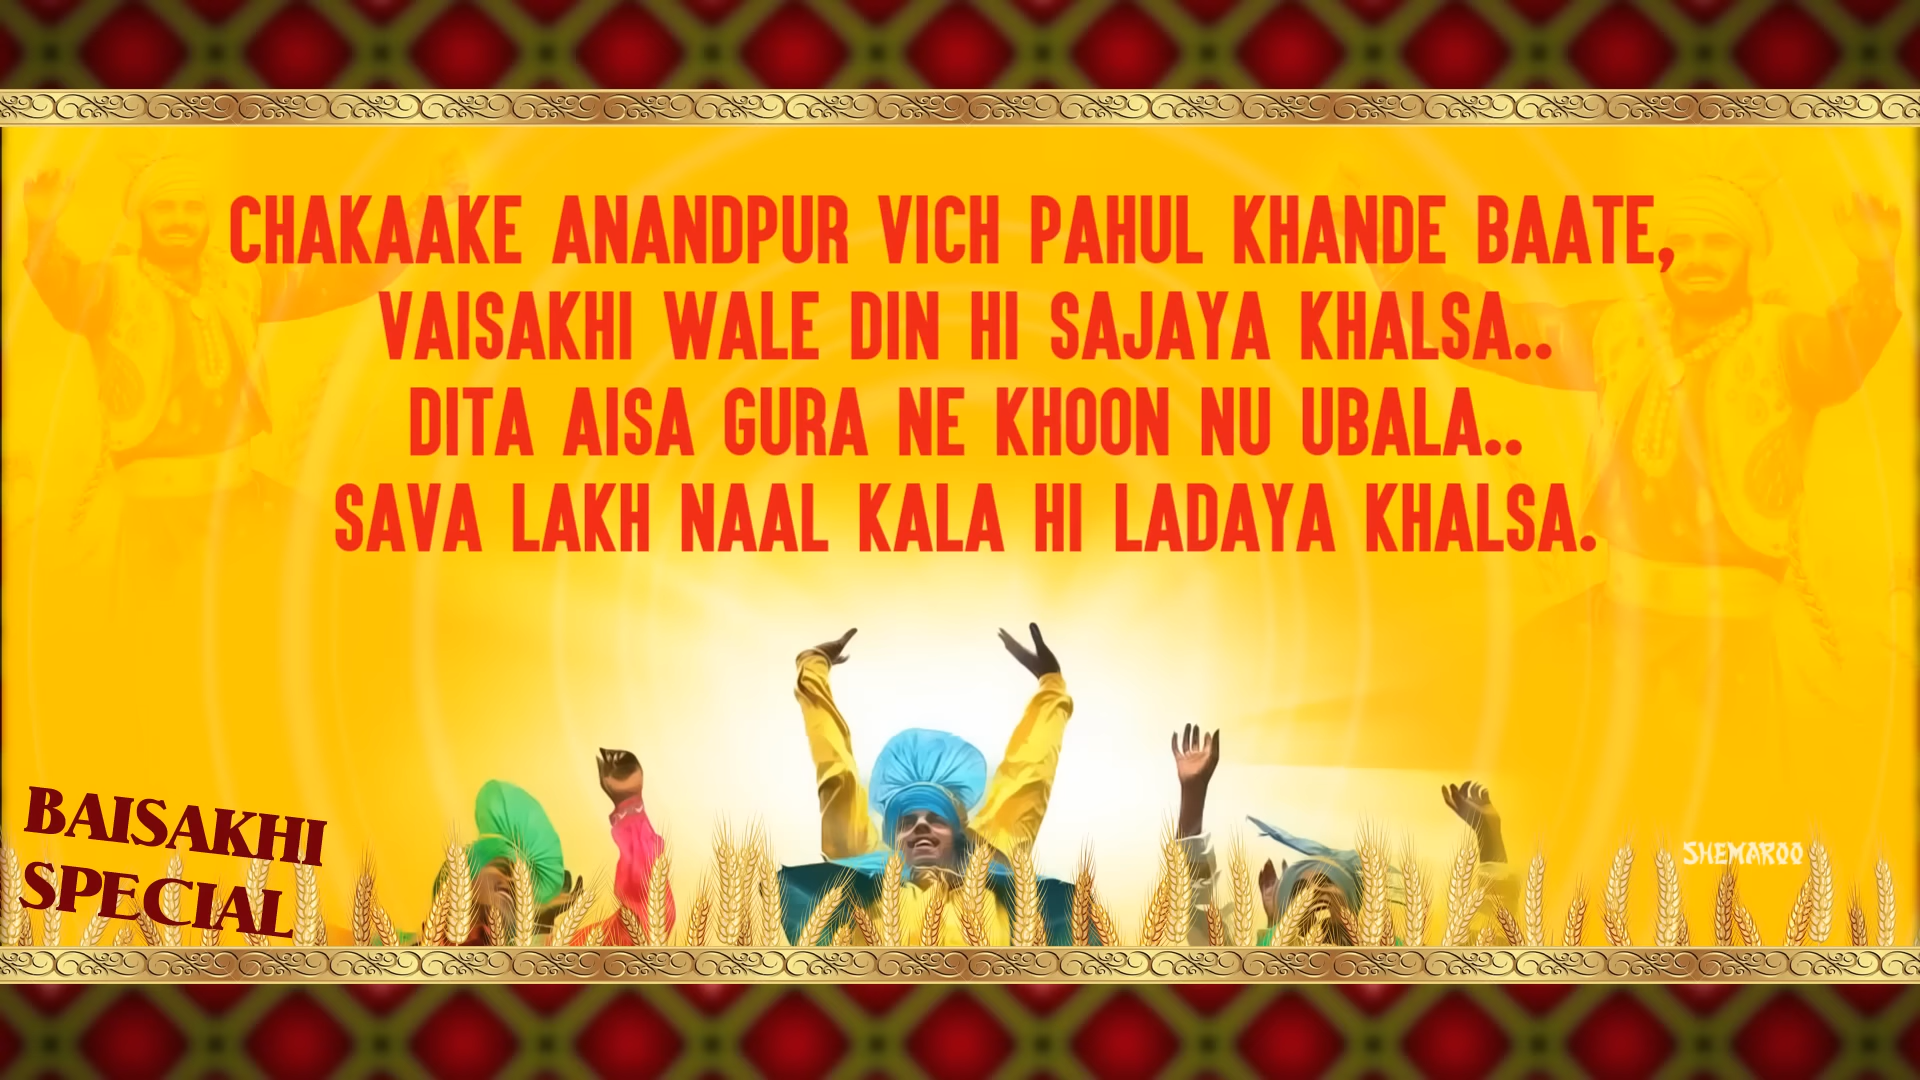 CHAKAAKE ANANDPUR VICH PAHUL KHANDE BAATE,
VAISAKHI WALE DIN HI SAJAYA KHALSA..
DITA AISA GURA NE KHOON NU UBALA..
SAVA LAKH NAAL KALA HI LADAYA KHALSA.
BAISAKHI
SPECIAL
SHEMAROO